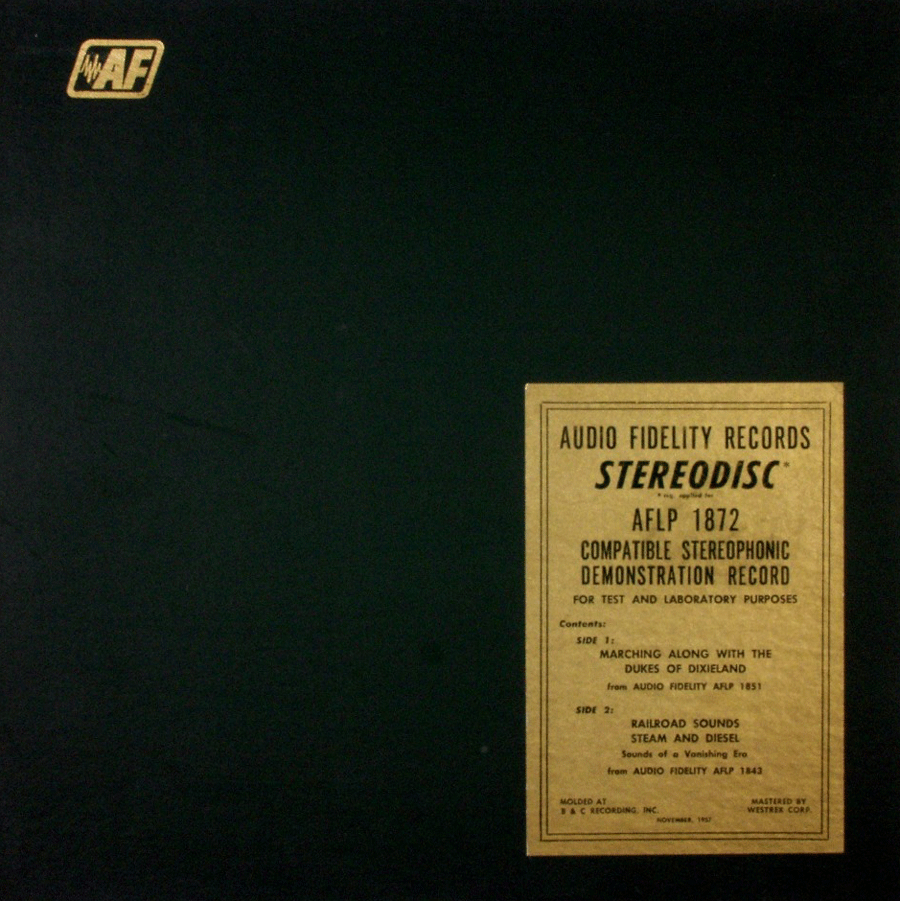 AF
AUDIO FIDELITY RECORDS
STEREODISC*
* reg. applied for
AFLP 1872
COMPATIBLE STEREOPHONIC
DEMONSTRATION RECORD
FOR TEST AND LABORATORY PURPOSES
Contents:
SIDE 1:
MARCHING ALONG WITH THE
DUKES OF DIXIELAND
from AUDIO FIDELITY AFLP 1851
SIDE 2:
RAILROAD SOUNDS
STEAM AND DIESEL
Sounds of a Vanishing Era
from AUDIO FIDELITY AFLP 1843
MOLDED AT
B & C RECORDING, INC.
MASTERED BY
WESTREX CORP.
NOVEMBER, 1957